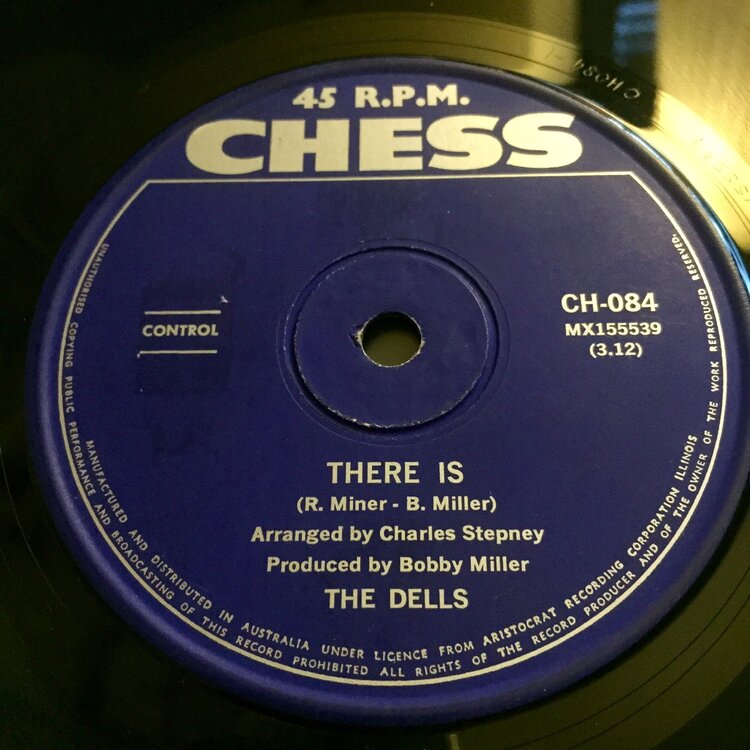 45 R.P.M.
CHESS
CONTROL
CH-084
MX155539
(3.12)
THERE IS
(R. Miner - B. Miller)
Arranged by Charles Stepney
Produced by Bobby Miller
THE DELLS
MANUFACTURED AND DISTRIBUTED IN AUSTRALIA UNDER LICENCE FROM ARISTOCRAT RECORDING CORPORATION ILLINOIS
UNAUTHORISED COPYING PUBLIC PERFORMANCE AND BROADCASTING OF THIS RECORD PROHIBITED ALL RIGHTS OF THE RECORD PRODUCER AND OF THE OWNER OF THE WORK REPRODUCED RESERVED.
CH084